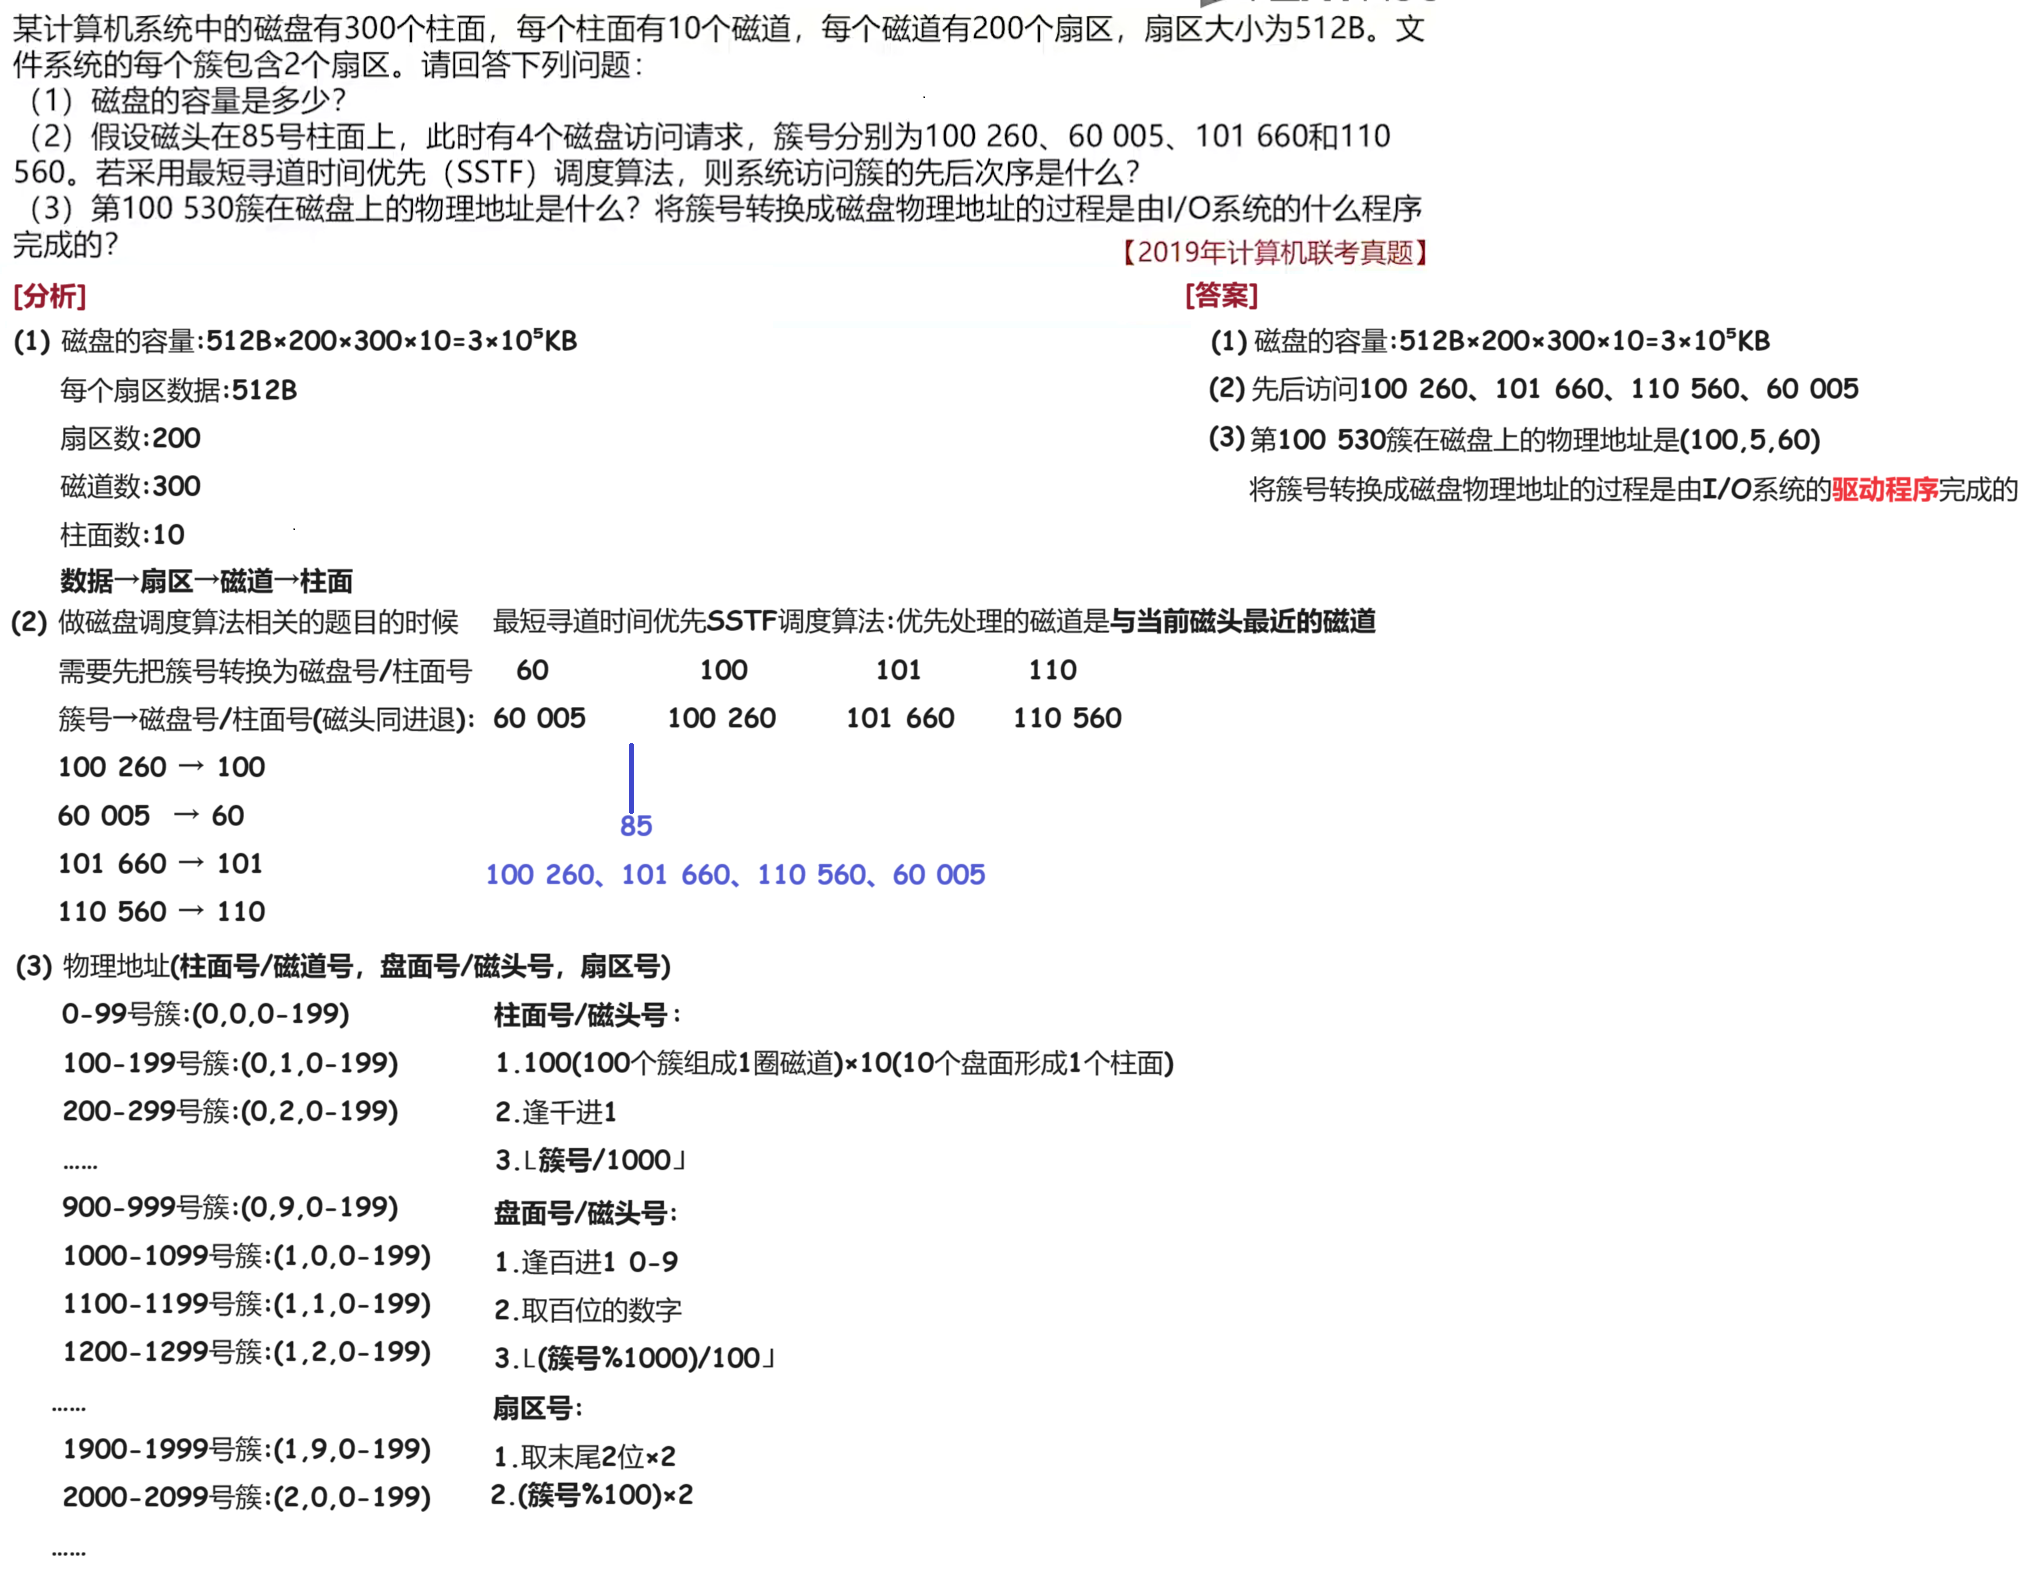 某计算机系统中的磁盘有300个柱面，每个柱面有10个磁道，每个磁道有200个扇区，扇区大小为512B。文
件系统的每个簇包含2个扇区。请回答下列问题：
（1）磁盘的容量是多少？
（2）假设磁头在85号柱面上，此时有4个磁盘访问请求，簇号分别为100 260、60 005、101 660和110
560。若采用最短寻道时间优先（SSTF）调度算法，则系统访问簇的先后次序是什么？
（3）第100 530簇在磁盘上的物理地址是什么？将簇号转换成磁盘物理地址的过程是由I/O系统的什么程序
完成的？
【2019年计算机联考真题】
[分析]
(1) 磁盘的容量:512B×200×300×10=3×10⁵KB
每个扇区数据:512B
扇区数:200
磁道数:300
柱面数:10
数据→扇区→磁道→柱面
[答案]
(1) 磁盘的容量:512B×200×300×10=3×10⁵KB
(2) 先后访问100 260、101 660、110 560、60 005
(3) 第100 530簇在磁盘上的物理地址是(100,5,60)
将簇号转换成磁盘物理地址的过程是由I/O系统的驱动程序完成的
(2) 做磁盘调度算法相关的题目的时候
需要先把簇号转换为磁盘号/柱面号
簇号→磁盘号/柱面号(磁头同进退):
100 260 → 100
60 005 → 60
101 660 → 101
110 560 → 110
最短寻道时间优先SSTF调度算法:优先处理的磁道是与当前磁头最近的磁道
60 100 101 110
60 005 100 260 101 660 110 560
85
100 260、101 660、110 560、60 005
(3) 物理地址(柱面号/磁道号，盘面号/磁头号，扇区号)
0-99号簇:(0,0,0-199)
100-199号簇:(0,1,0-199)
200-299号簇:(0,2,0-199)
……
900-999号簇:(0,9,0-199)
1000-1099号簇:(1,0,0-199)
1100-1199号簇:(1,1,0-199)
1200-1299号簇:(1,2,0-199)
……
1900-1999号簇:(1,9,0-199)
2000-2099号簇:(2,0,0-199)
……
柱面号/磁头号:
1.100(100个簇组成1圈磁道)×10(10个盘面形成1个柱面)
2.逢千进1
3.⌊簇号/1000⌋
盘面号/磁头号:
1.逢百进1 0-9
2.取百位的数字
3.⌊(簇号%1000)/100⌋
扇区号:
1.取末尾2位×2
2.(簇号%100)×2